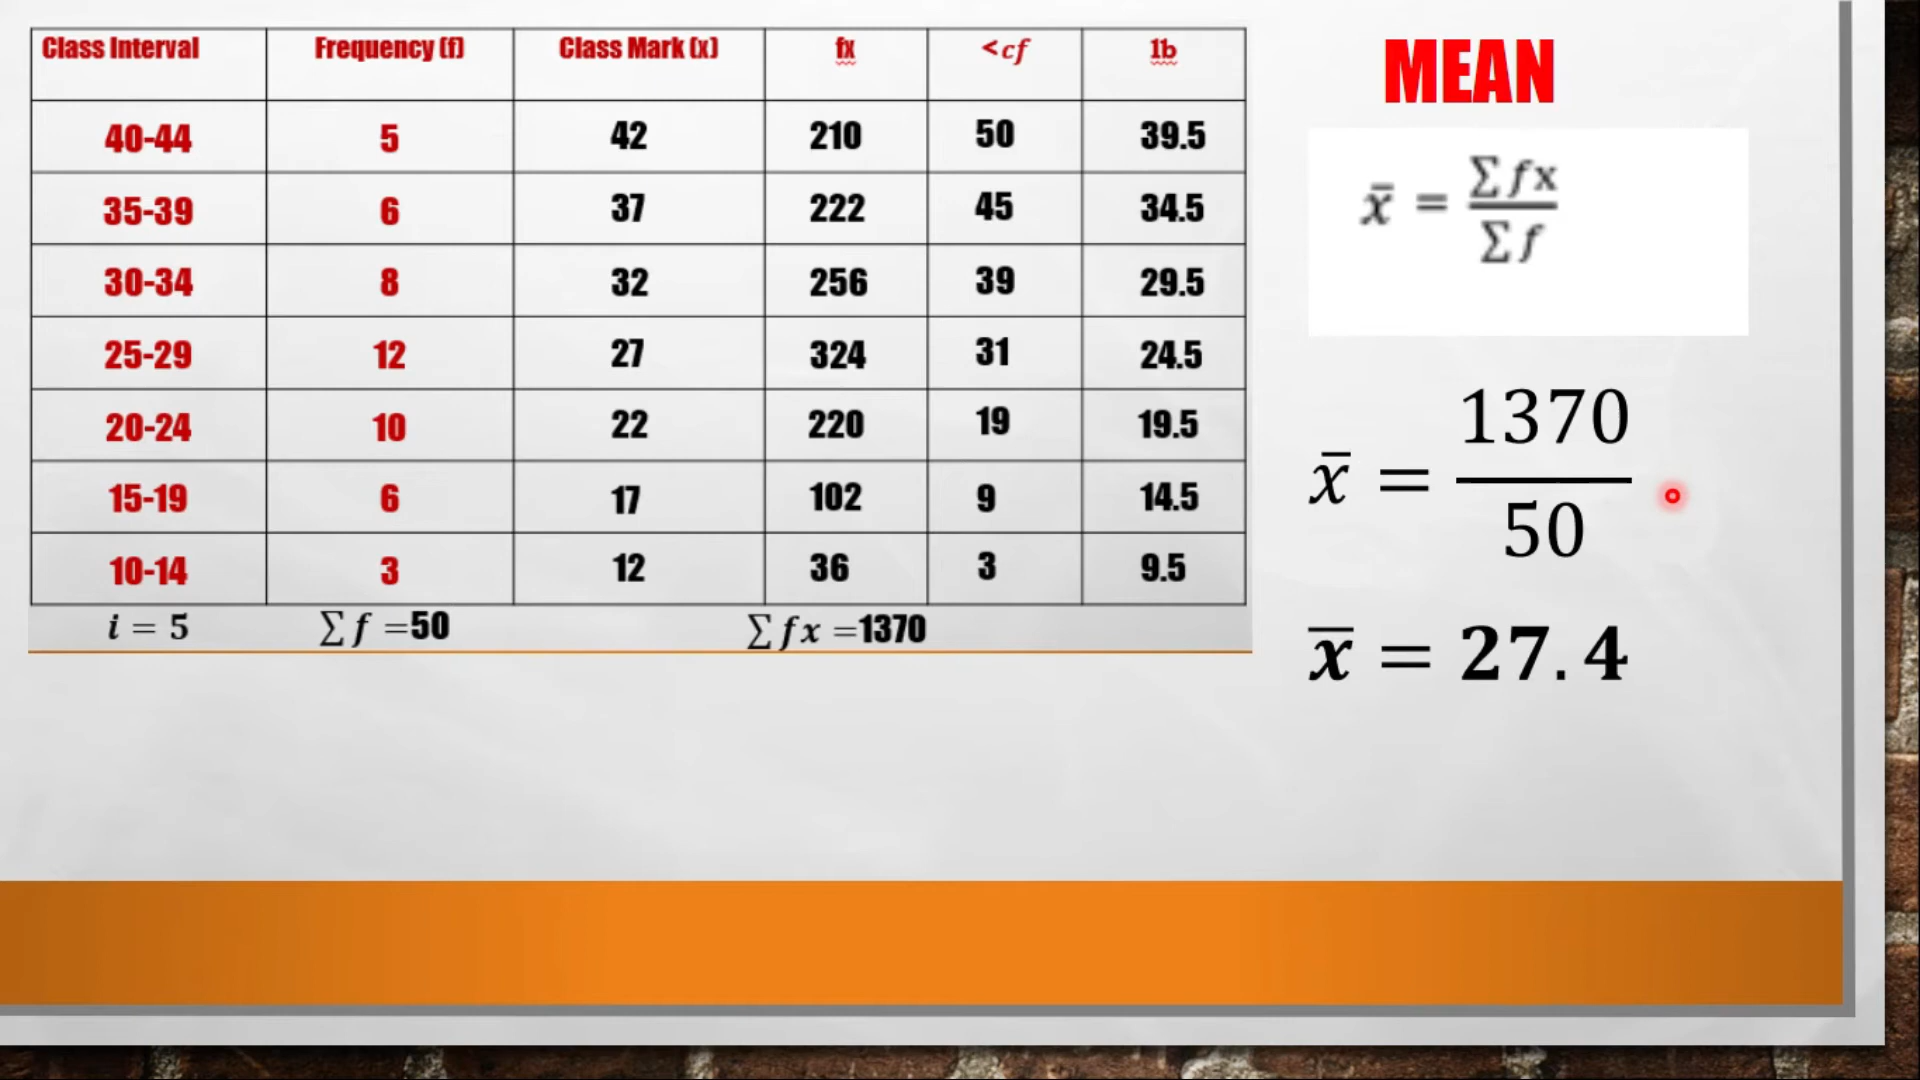 Class Interval Frequency (f) Class Mark (x) fx <cf lb
40-44 5 42 210 50 39.5
35-39 6 37 222 45 34.5
30-34 8 32 256 39 29.5
25-29 12 27 324 31 24.5
20-24 10 22 220 19 19.5
15-19 6 17 102 9 14.5
10-14 3 12 36 3 9.5
i = 5 ∑ f =50 ∑ fx =1370
MEAN
x̄ = ∑ fx / ∑ f
x̄ = 1370 / 50
x̄ = 27.4